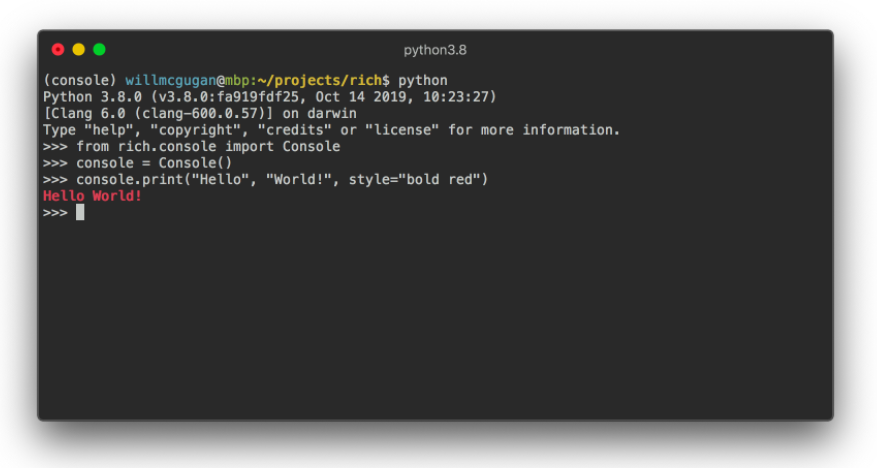 python3.8
(console) willmcgugan@mbp:~/projects/rich$ python
Python 3.8.0 (v3.8.0:fa919fdf25, Oct 14 2019, 10:23:27)
[Clang 6.0 (clang-600.0.57)] on darwin
Type "help", "copyright", "credits" or "license" for more information.
>>> from rich.console import Console
>>> console = Console()
>>> console.print("Hello", "World!", style="bold red")
Hello World!
>>>